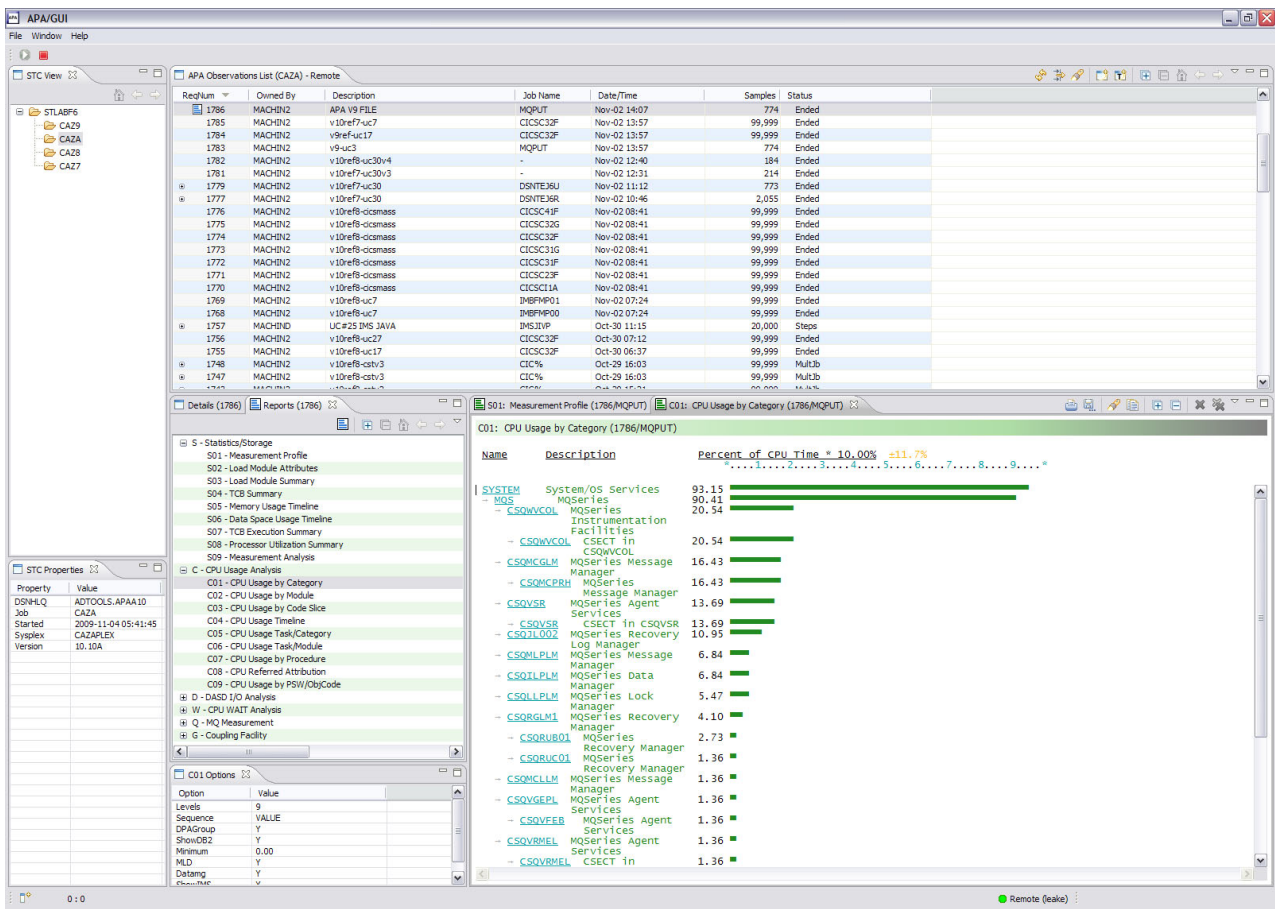 APA/GUI
File Window Help
STC View
STLABF6
CAZ9
CAZA
CAZ8
CAZ7
APA Observations List (CAZA) - Remote
ReqNum Owned By Description Job Name Date/Time Samples Status
1786 MACHIN2 APA V9 FILE MQPUT Nov-02 14:07 774 Ended
1785 MACHIN2 v10ref7-uc7 CICSC32F Nov-02 13:57 99,999 Ended
1784 MACHIN2 v9ref-uc17 CICSC32F Nov-02 13:57 99,999 Ended
1783 MACHIN2 v9-uc3 MQPUT Nov-02 13:57 774 Ended
1782 MACHIN2 v10ref8-uc30v4 - Nov-02 12:40 184 Ended
1781 MACHIN2 v10ref8-uc30v3 - Nov-02 12:31 214 Ended
1779 MACHIN2 v10ref7-uc30 DSNTEJ6U Nov-02 11:12 773 Ended
1777 MACHIN2 v10ref7-uc30 DSNTEJ6R Nov-02 10:46 2,055 Ended
1776 MACHIN2 v10ref8-cicsmass CICSC41F Nov-02 08:41 99,999 Ended
1775 MACHIN2 v10ref8-cicsmass CICSC32G Nov-02 08:41 99,999 Ended
1774 MACHIN2 v10ref8-cicsmass CICSC32F Nov-02 08:41 99,999 Ended
1773 MACHIN2 v10ref8-cicsmass CICSC31G Nov-02 08:41 99,999 Ended
1772 MACHIN2 v10ref8-cicsmass CICSC31F Nov-02 08:41 99,999 Ended
1771 MACHIN2 v10ref8-cicsmass CICSC23F Nov-02 08:41 99,999 Ended
1770 MACHIN2 v10ref8-cicsmass CICSCI1A Nov-02 08:41 99,999 Ended
1769 MACHIN2 v10ref8-uc7 IMBFMP01 Nov-02 07:24 99,999 Ended
1768 MACHIN2 v10ref8-uc7 IMBFMP00 Nov-02 07:24 99,999 Ended
1757 MACHIND UC#25 IMS JAVA IMSJIVP Oct-30 11:15 20,000 Steps
1756 MACHIN2 v10ref8-uc27 CICSC32F Oct-30 07:12 99,999 Ended
1755 MACHIN2 v10ref8-uc17 CICSC32F Oct-30 06:37 99,999 Ended
1748 MACHIN2 v10ref8-cstv3 CIC% Oct-29 16:03 99,999 MultJb
1747 MACHIN2 v10ref8-cstv3 CIC% Oct-29 16:03 99,999 MultJb
STC Properties
Property Value
DSNHLQ ADTOOLS.APAA10
Job CAZA
Started 2009-11-04 05:41:45
Sysplex CAZAPLEX
Version 10.10A
Details (1786) Reports (1786)
S - Statistics/Storage
S01 - Measurement Profile
S02 - Load Module Attributes
S03 - Load Module Summary
S04 - TCB Summary
S05 - Memory Usage Timeline
S06 - Data Space Usage Timeline
S07 - TCB Execution Summary
S08 - Processor Utilization Summary
S09 - Measurement Analysis
C - CPU Usage Analysis
C01 - CPU Usage by Category
C02 - CPU Usage by Module
C03 - CPU Usage by Code Slice
C04 - CPU Usage Timeline
C05 - CPU Usage Task/Category
C06 - CPU Usage Task/Module
C07 - CPU Usage by Procedure
C08 - CPU Referred Attribution
C09 - CPU Usage by PSW/ObjCode
D - DASD I/O Analysis
W - CPU WAIT Analysis
Q - MQ Measurement
G - Coupling Facility
C01 Options
Option Value
Levels 9
Sequence VALUE
DPAGroup Y
ShowDB2 Y
Minimum 0.00
MLD Y
Datamg Y
ShowIMS Y
S01: Measurement Profile (1786/MQPUT) C01: CPU Usage by Category (1786/MQPUT)
C01: CPU Usage by Category (1786/MQPUT)
Name Description Percent of CPU Time * 10.00% ±11.7%
*....1....2....3....4....5....6....7....8....9....*
SYSTEM System/OS Services 93.15
→ MQS MQSeries 90.41
→ CSQWVCOL MQSeries 20.54
Instrumentation
Facilities
→ CSQWVCOL CSECT in 20.54
CSQWVCOL
→ CSQMCGLM MQSeries Message 16.43
Manager
→ CSQMCPRH MQSeries 16.43
Message Manager
→ CSQVSR MQSeries Agent 13.69
Services
→ CSQVSR CSECT in CSQVSR 13.69
→ CSQJL002 MQSeries Recovery 10.95
Log Manager
→ CSQMLPLM MQSeries Message 6.84
Manager
→ CSQILPLM MQSeries Data 6.84
Manager
→ CSQLLPLM MQSeries Lock 5.47
Manager
→ CSQRGLM1 MQSeries Recovery 4.10
Manager
→ CSQRUB01 MQSeries 2.73
Recovery Manager
→ CSQRUC01 MQSeries 1.36
Recovery Manager
→ CSQMCLLM MQSeries Message 1.36
Manager
→ CSQVGEPL MQSeries Agent 1.36
Services
→ CSQVFEB MQSeries Agent 1.36
Services
→ CSQVRMEL MQSeries Agent 1.36
Services
→ CSQVRMEL CSECT in 1.36
0 : 0
Remote (leake)